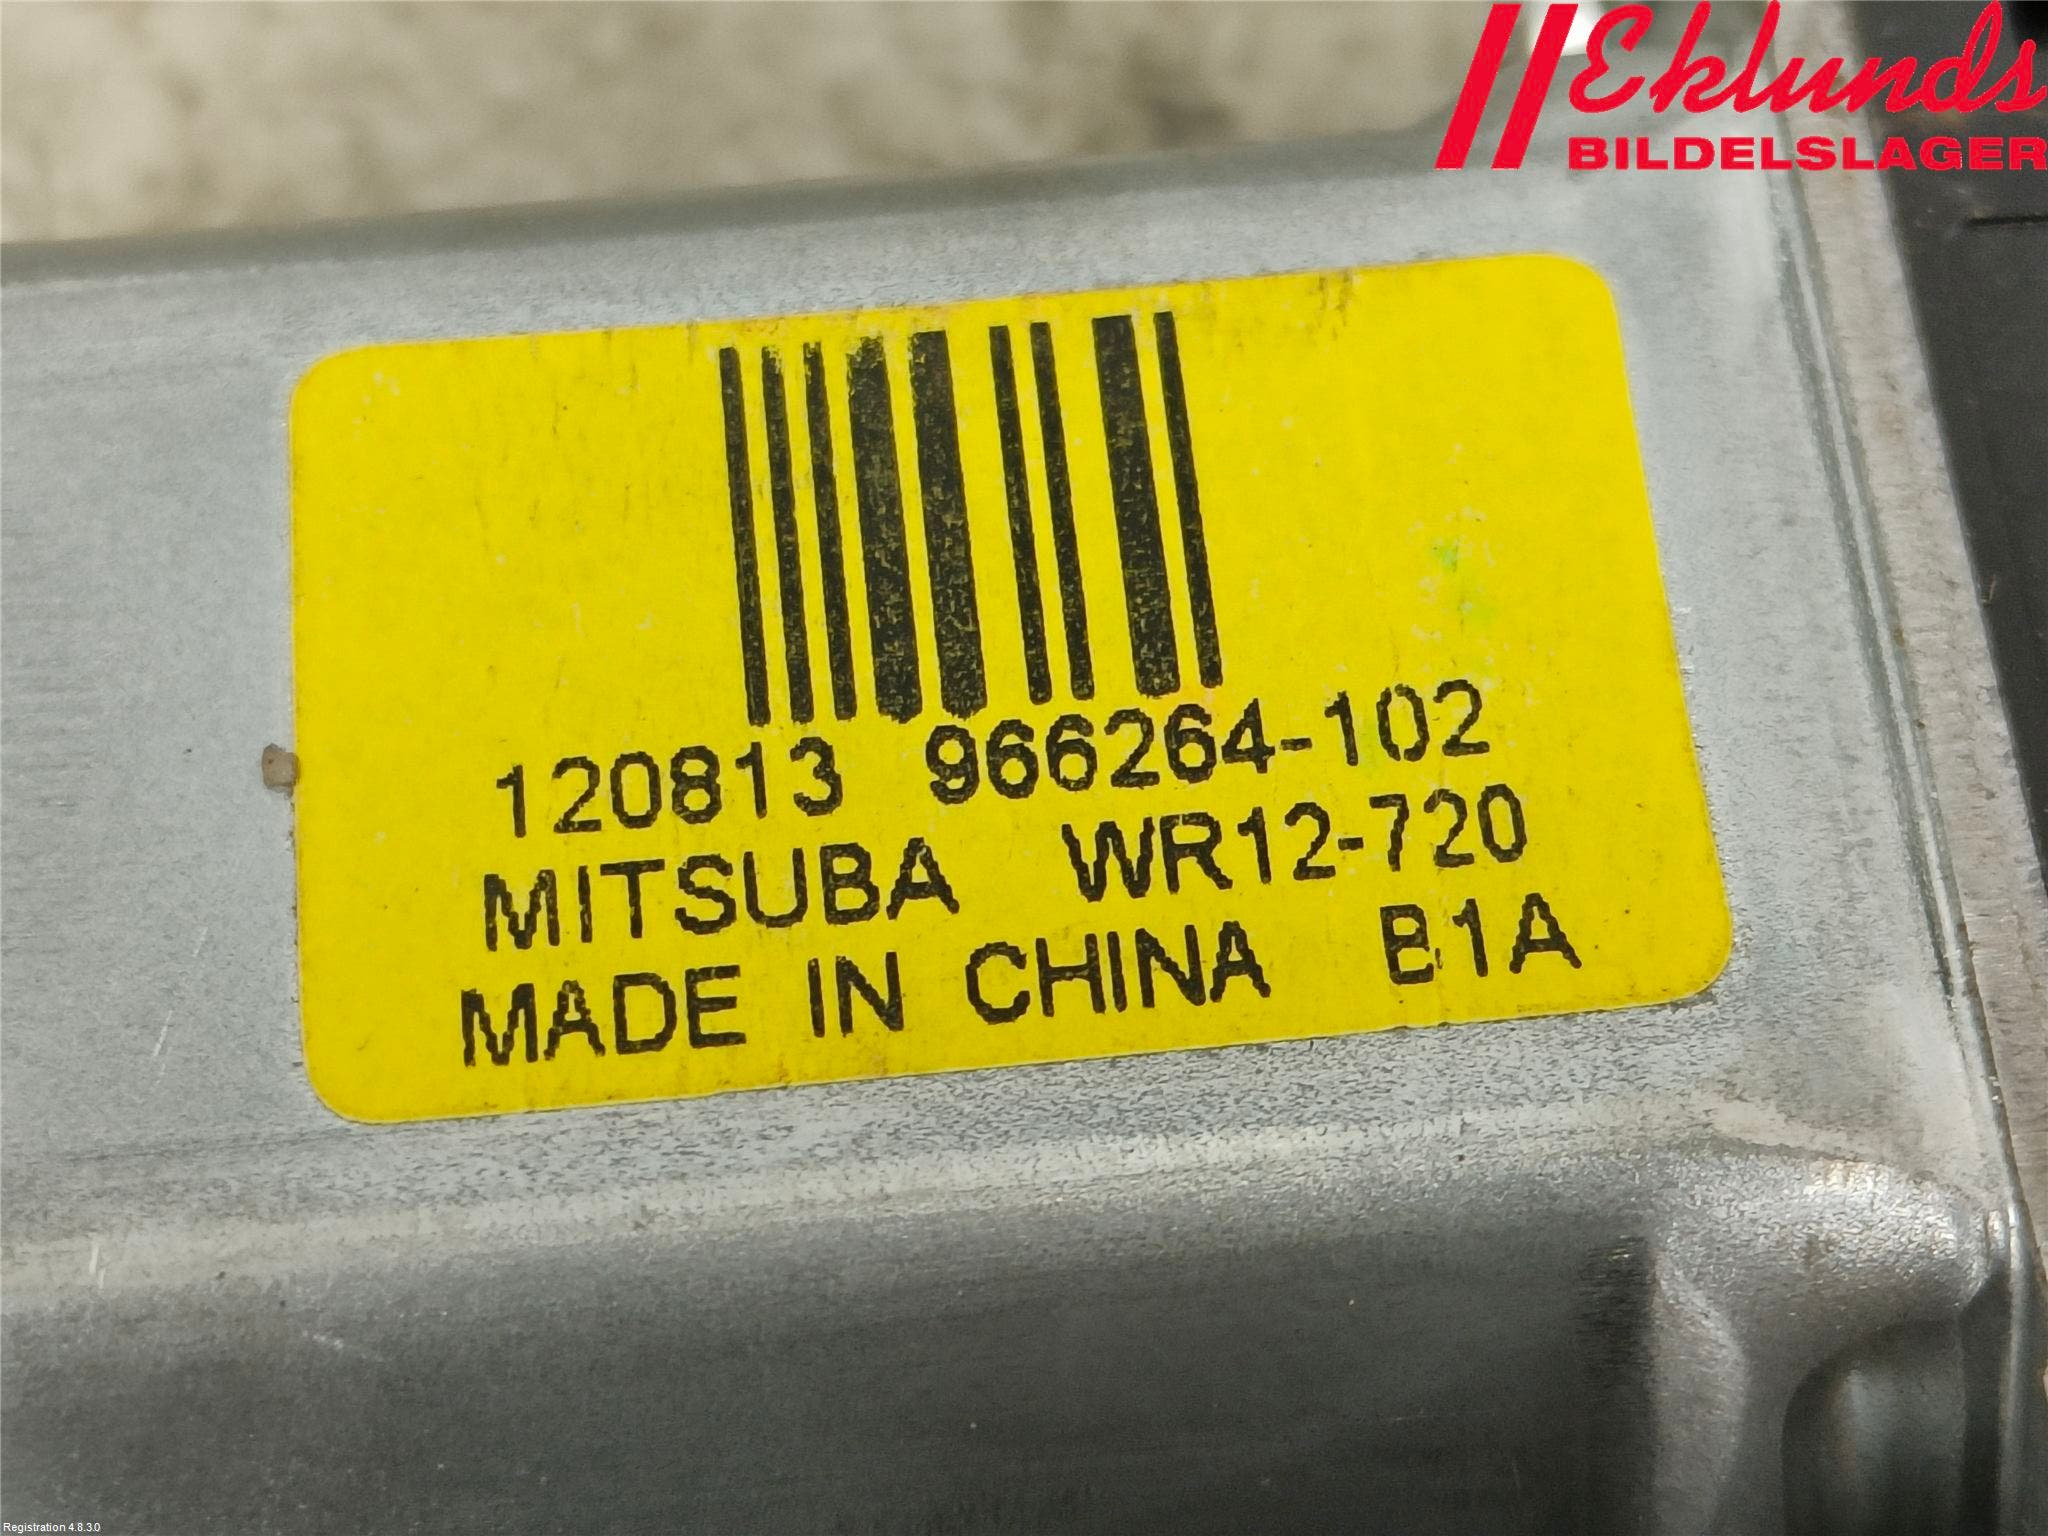 Eklunds
BILDELSLAGER
120813 966264-102
MITSUBA WR12-720
MADE IN CHINA B1A
Registration 4.8.3.0